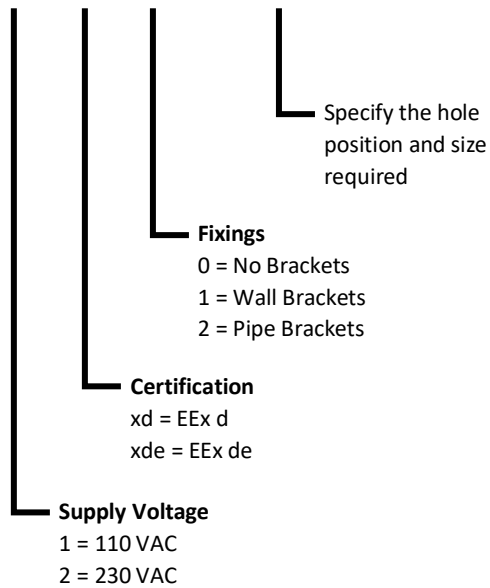 Specify the hole
position and size
required
Fixings
0 = No Brackets
1 = Wall Brackets
2 = Pipe Brackets
Certification
xd = EEx d
xde = EEx de
Supply Voltage
1 = 110 VAC
2 = 230 VAC